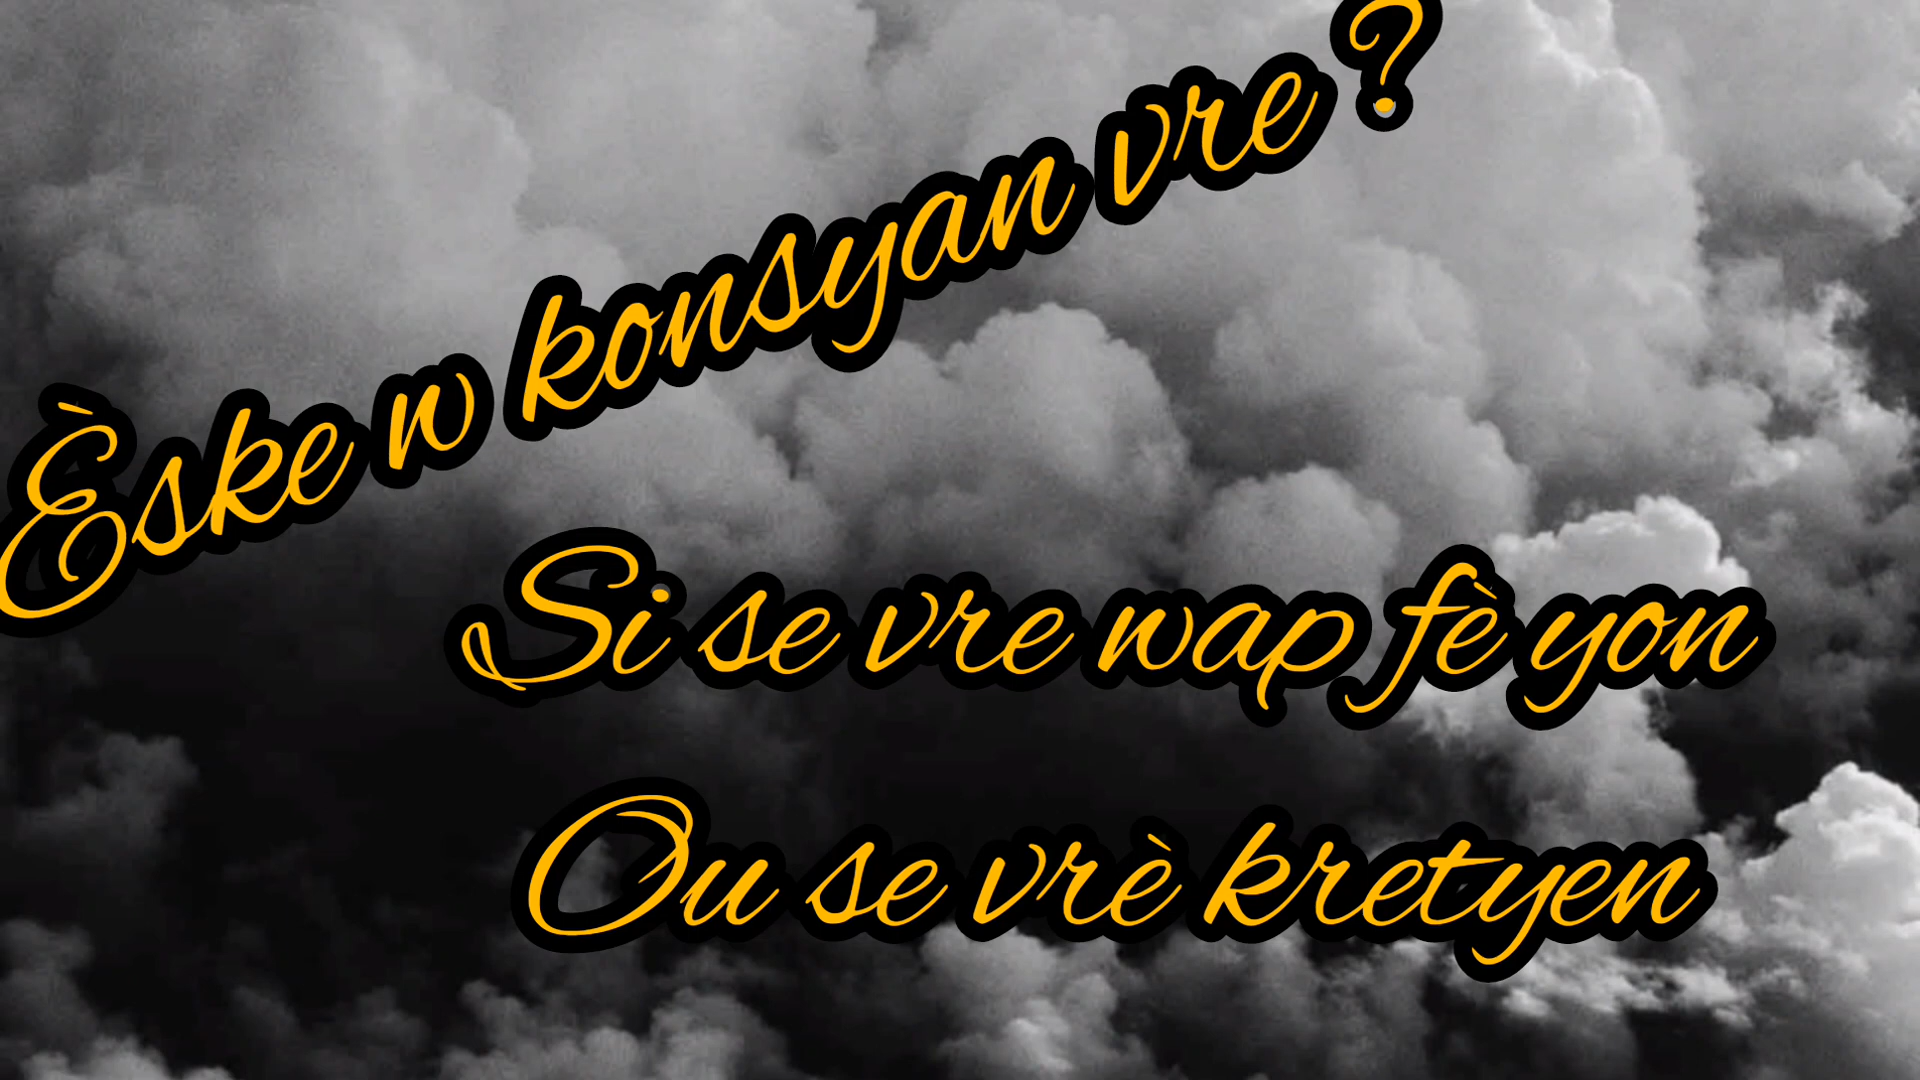 Èske w konsyan vre ?
Si se vre wap fè yon
Ou se vrè kretyen